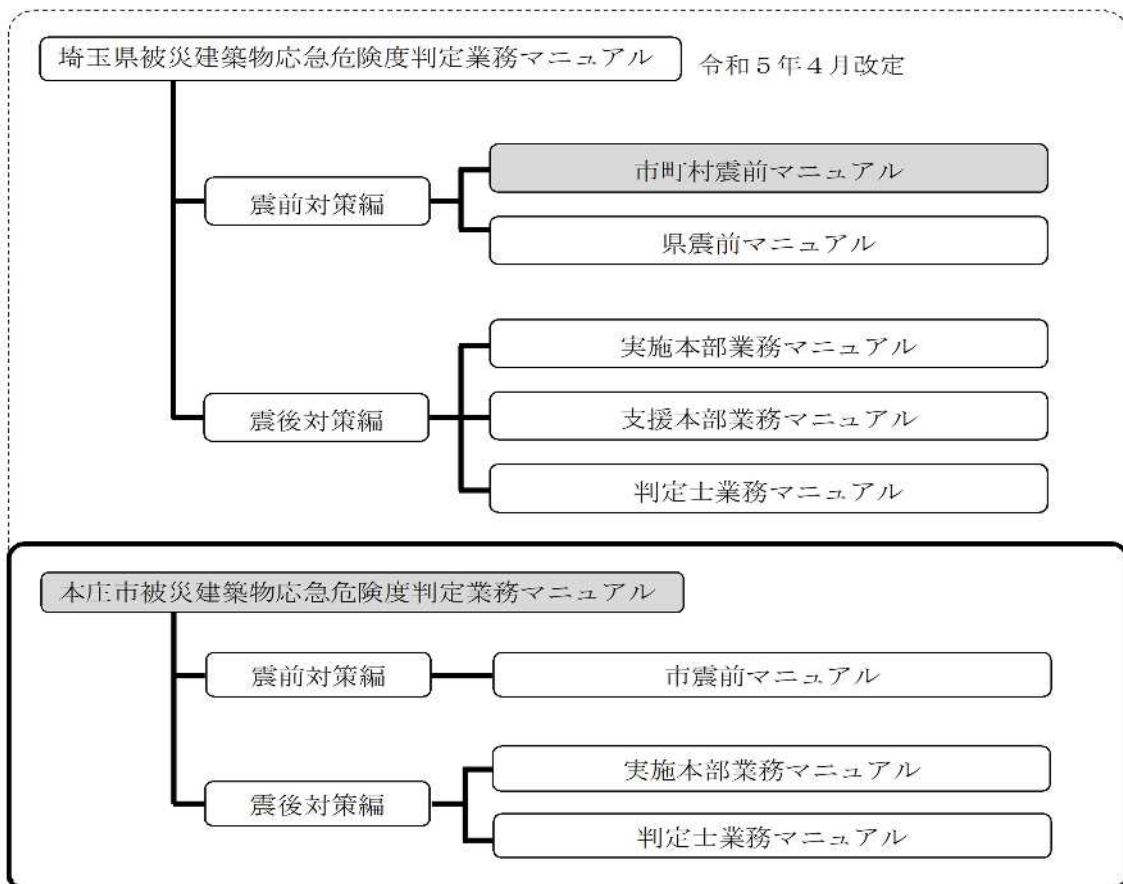 埼玉県被災建築物応急危険度判定業務マニュアル
令和５年４月改定
震前対策編
市町村震前マニュアル
県震前マニュアル
震後対策編
実施本部業務マニュアル
支援本部業務マニュアル
判定士業務マニュアル
本庄市被災建築物応急危険度判定業務マニュアル
震前対策編
市震前マニュアル
震後対策編
実施本部業務マニュアル
判定士業務マニュアル